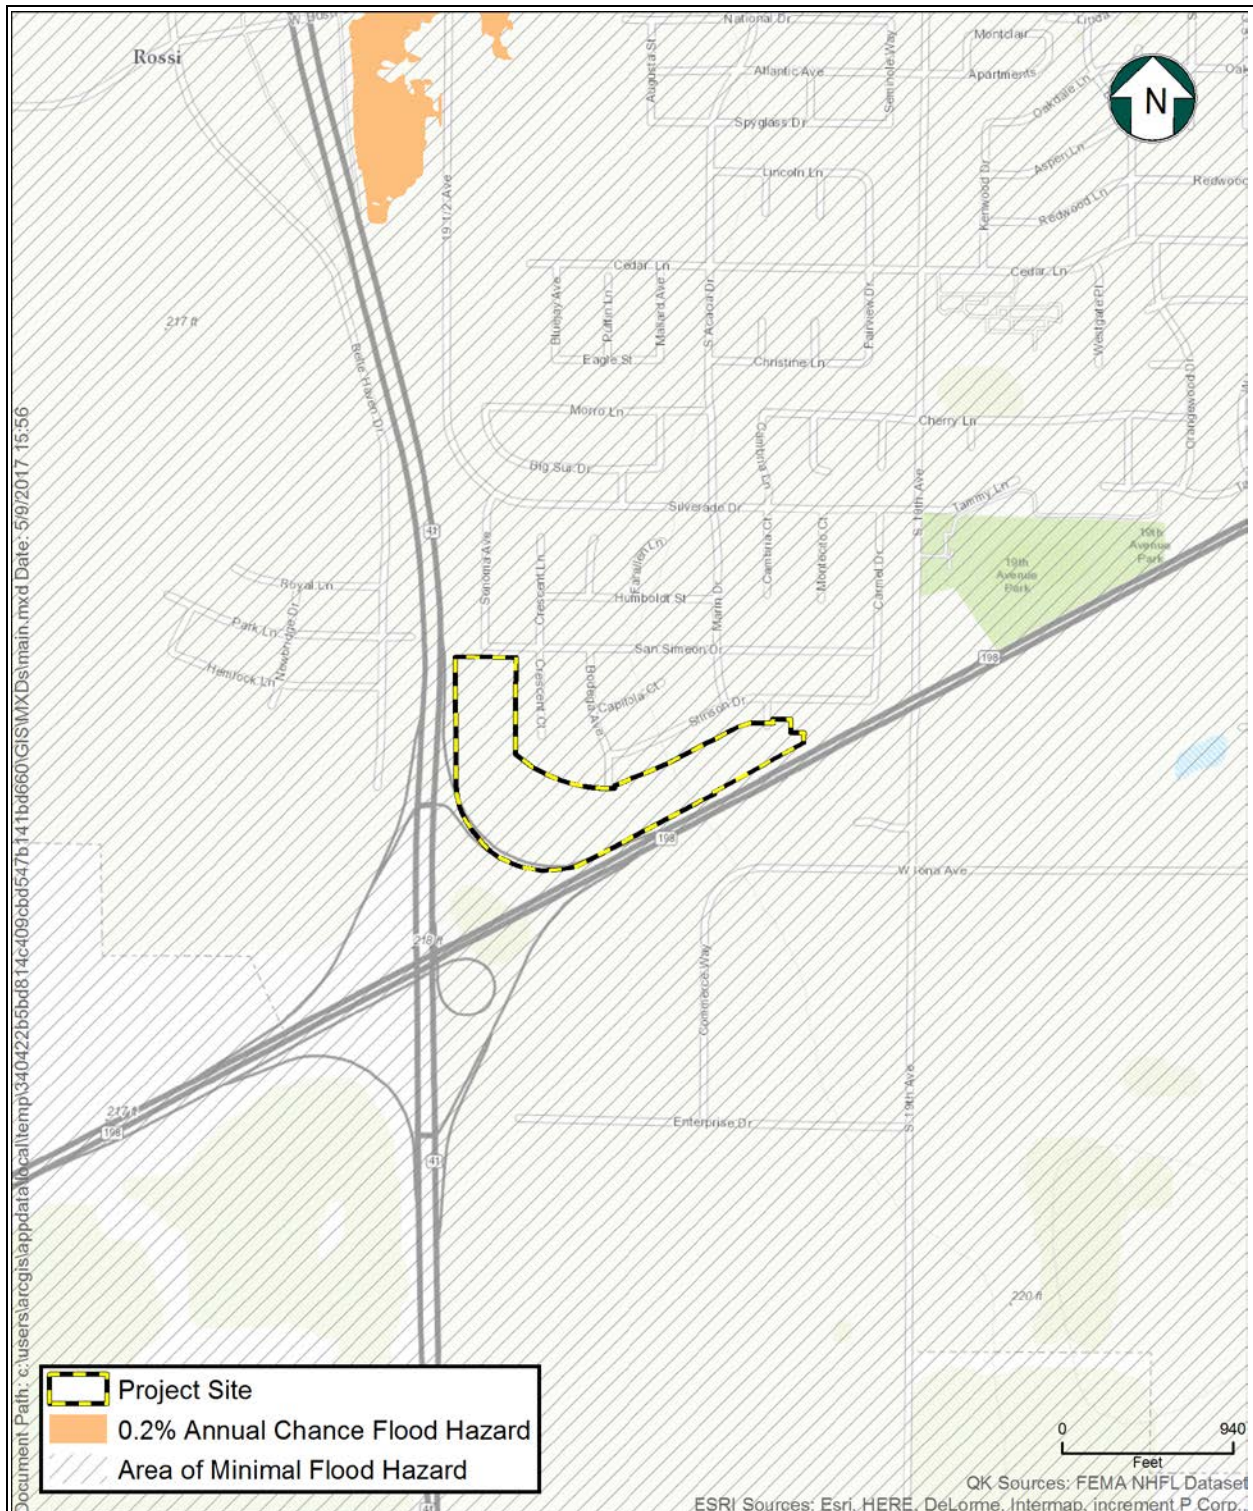 W. Bush
Rossi
National Dr
Linda
Montclair
Apartments
Augusta St
Atlantic Ave
Seminole Way
Oakdale Ln
Oak
N
Spyglass Dr
Aspen Ln
Lincoln Ln
Redwood
Kenwood Dr
Redwood Ln
19 1/2 Ave
Cedar Ln
Cedar Ln
Bluejay Ave
Puffin Ln
Mallard Ave
S Acacia Dr
Fairview Dr
Westgate Pl
217 ft
Belle Haven Dr
Eagle St
Christine Ln
Orangewood Dr
Morro Ln
Cherry Ln
Cambria Ln
Big Sur Dr
Silverado Dr
S 19th Ave
Tammy Ln
41
Sonoma Ave
Crescent Ln
Farallon Ln
Marin Dr
Cambria Ct
Montecito Ct
Carmel Dr
19th Avenue Park
19th Avenue Park
Royal Ln
Humboldt St
Park Ln
Newbridge Dr
San Simeon Dr
198
Hemlock Ln
Crescent Ct
Bodega Ave
Capitola Ct
Stinson Dr
198
W Iona Ave
218 ft
Commerce Way
S 19th Ave
217 ft
198
Enterprise Dr
41
220 ft
Document Path: c:\users\arcgis\appdata\local\temp\340422b5bd814c409cbd547b141bd660\GIS\MXDs\main.mxd Date: 5/9/2017 15:56
Project Site
0.2% Annual Chance Flood Hazard
Area of Minimal Flood Hazard
0 940
Feet
QK Sources: FEMA NHFL Dataset
ESRI Sources: Esri, HERE, DeLorme, Intermap, increment P Corp.,
41